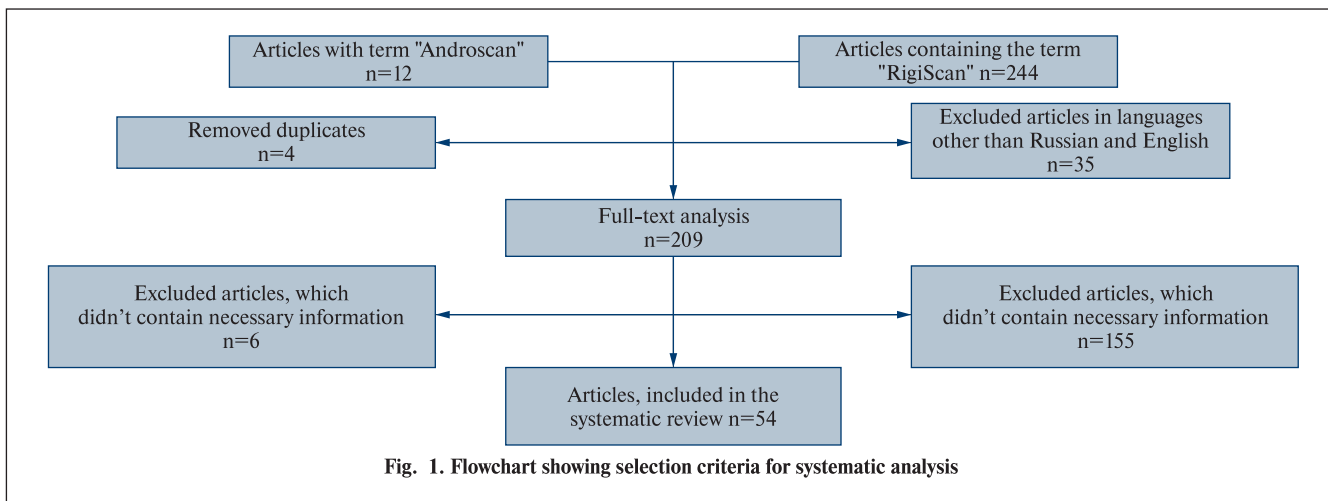 Articles with term "Androscan"
n=12
Articles containing the term
"RigiScan" n=244
Removed duplicates
n=4
Excluded articles in languages
other than Russian and English
n=35
Full-text analysis
n=209
Excluded articles, which
didn't contain necessary information
n=6
Excluded articles, which
didn't contain necessary information
n=155
Articles, included in the
systematic review n=54
Fig. 1. Flowchart showing selection criteria for systematic analysis